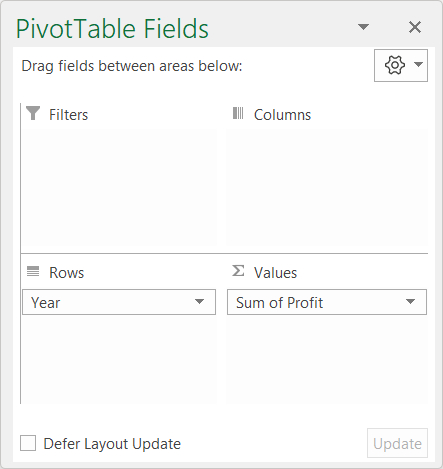 PivotTable Fields
Drag fields between areas below:
Filters
Columns
Rows
Values
Year
Sum of Profit
Defer Layout Update
Update